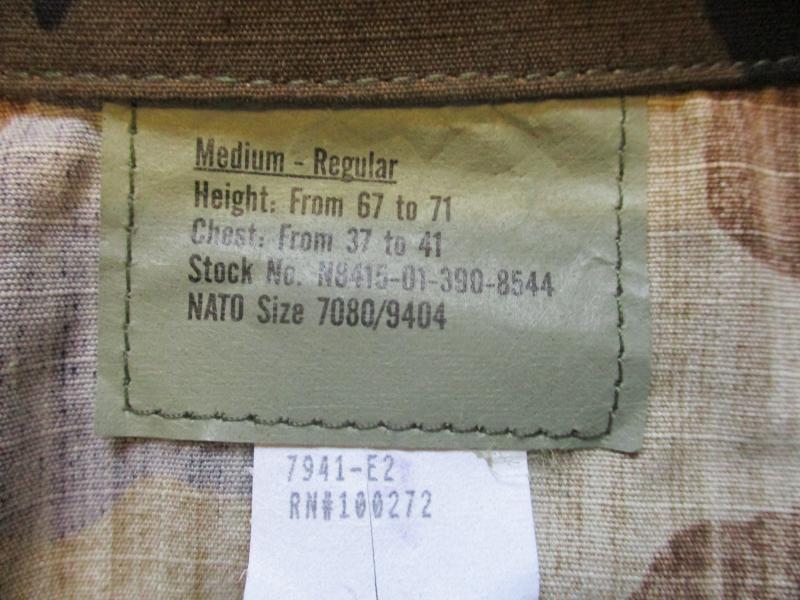 Medium - Regular
Height: From 67 to 71
Chest: From 37 to 41
Stock No. N8415-01-390-8544
NATO Size 7080/9404
7941-E2
RN#100272